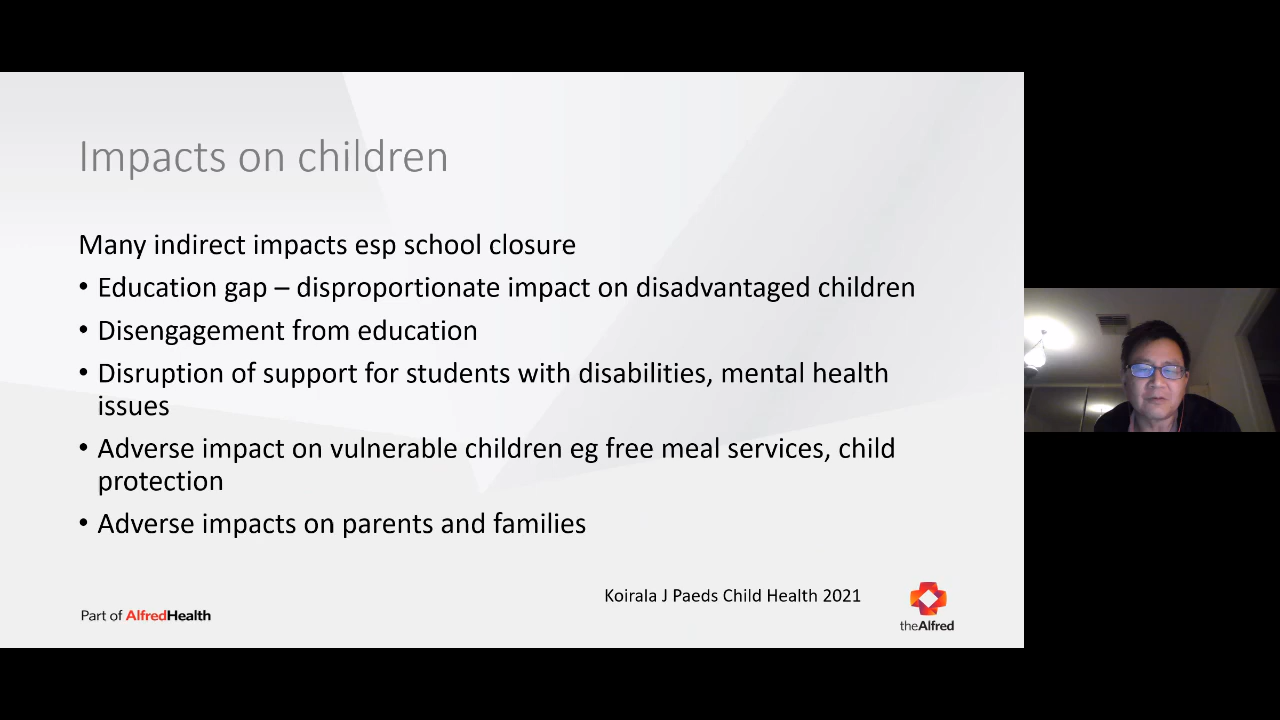 Impacts on children
Many indirect impacts esp school closure
• Education gap – disproportionate impact on disadvantaged children
• Disengagement from education
• Disruption of support for students with disabilities, mental health
issues
• Adverse impact on vulnerable children eg free meal services, child
protection
• Adverse impacts on parents and families
Koirala J Paeds Child Health 2021
Part of AlfredHealth
theAlfred